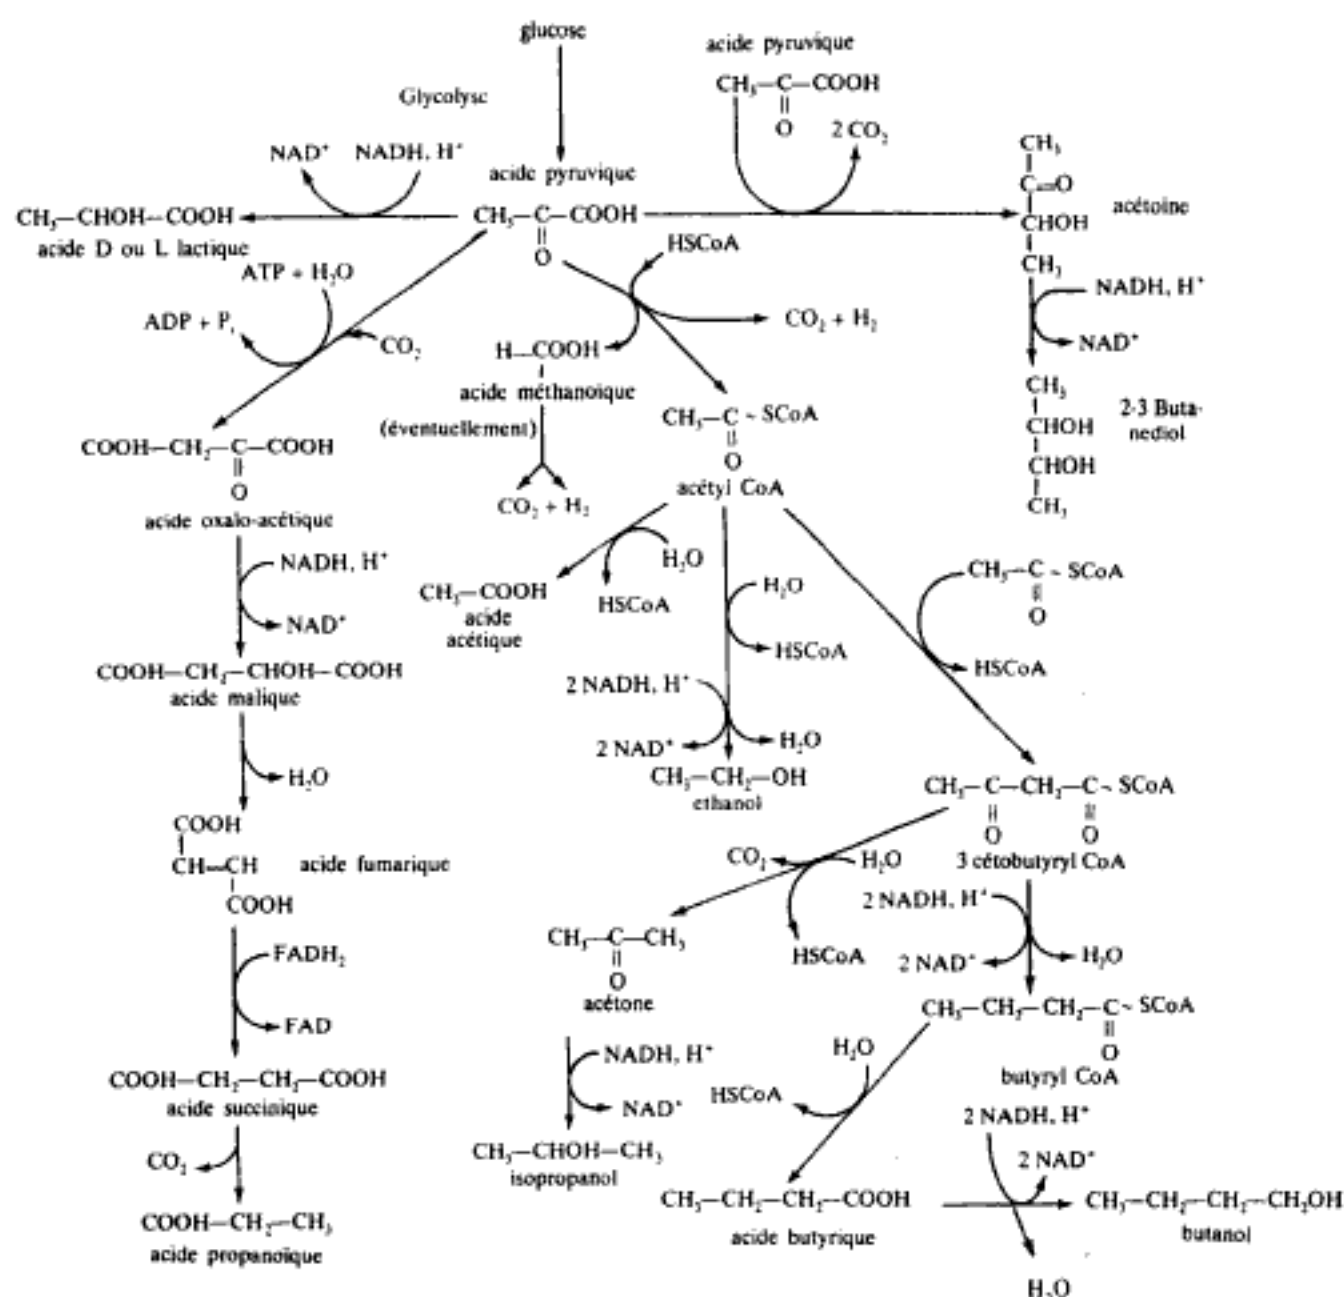 glucose
acide pyruvique
CH₃—C—COOH
||
O
2 CO₂
Glycolyse
NAD⁺
NADH, H⁺
acide pyruvique
CH₃—CHOH—COOH
acide D ou L lactique
CH₃—C—COOH
||
O
CH₃
C=O
CHOH
CH₃
acétoïne
HSCoA
ATP + H₂O
ADP + Pᵢ
CO₂
CO₂ + H₂
NADH, H⁺
NAD⁺
H—COOH
acide méthanoïque
(éventuellement)
CO₂ + H₂
CH₃
CHOH
CHOH
CH₃
2-3 Buta-
nediol
CH₃—C ~ SCoA
||
O
acétyl CoA
COOH—CH₂—C—COOH
||
O
acide oxalo-acétique
NADH, H⁺
NAD⁺
H₂O
HSCoA
CH₃—COOH
acide
acétique
H₂O
HSCoA
CH₃—C ~ SCoA
||
O
HSCoA
COOH—CH₂—CHOH—COOH
acide malique
2 NADH, H⁺
2 NAD⁺
H₂O
CH₃—CH₂—OH
ethanol
H₂O
CH₃—C—CH₂—C ~ SCoA
|| ||
O O
3 cétobutyryl CoA
COOH
CH=CH
COOH
acide fumarique
CO₂
H₂O
HSCoA
2 NADH, H⁺
2 NAD⁺
H₂O
FADH₂
FAD
CH₃—C—CH₃
||
O
acétone
CH₃—CH₂—CH₂—C ~ SCoA
||
O
butyryl CoA
NADH, H⁺
NAD⁺
H₂O
HSCoA
COOH—CH₂—CH₂—COOH
acide succinique
CO₂
CH₃—CHOH—CH₃
isopropanol
2 NADH, H⁺
2 NAD⁺
COOH—CH₂—CH₃
acide propanoïque
CH₃—CH₂—CH₂—COOH
acide butyrique
CH₃—CH₂—CH₂—CH₂OH
butanol
H₂O